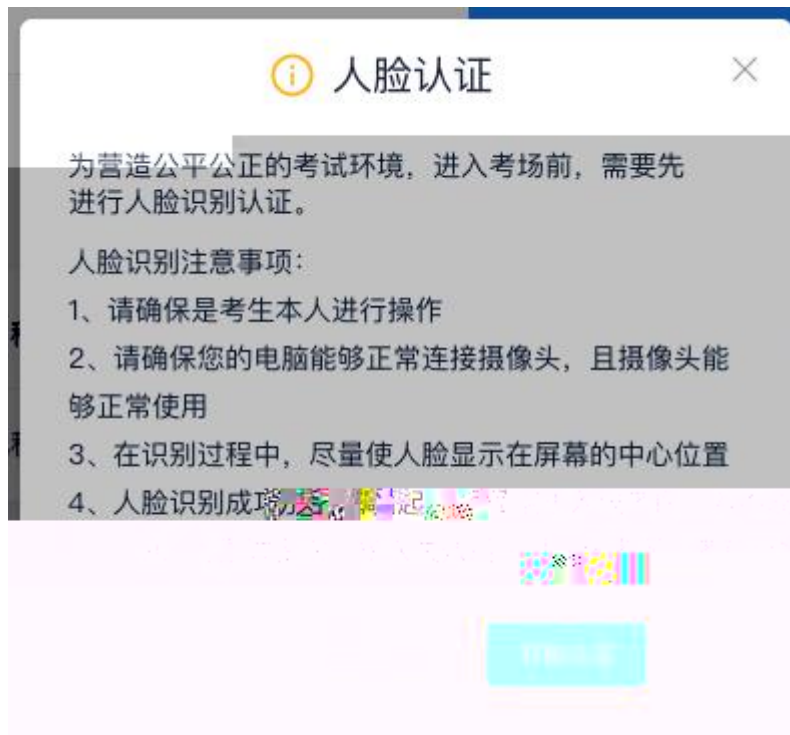 人脸认证
为营造公平公正的考试环境，进入考场前，需要先
进行人脸识别认证。
人脸识别注意事项：
1、请确保是考生本人进行操作
2、请确保您的电脑能够正常连接摄像头，且摄像头能
够正常使用
3、在识别过程中，尽量使人脸显示在屏幕的中心位置
4、人脸识别成功